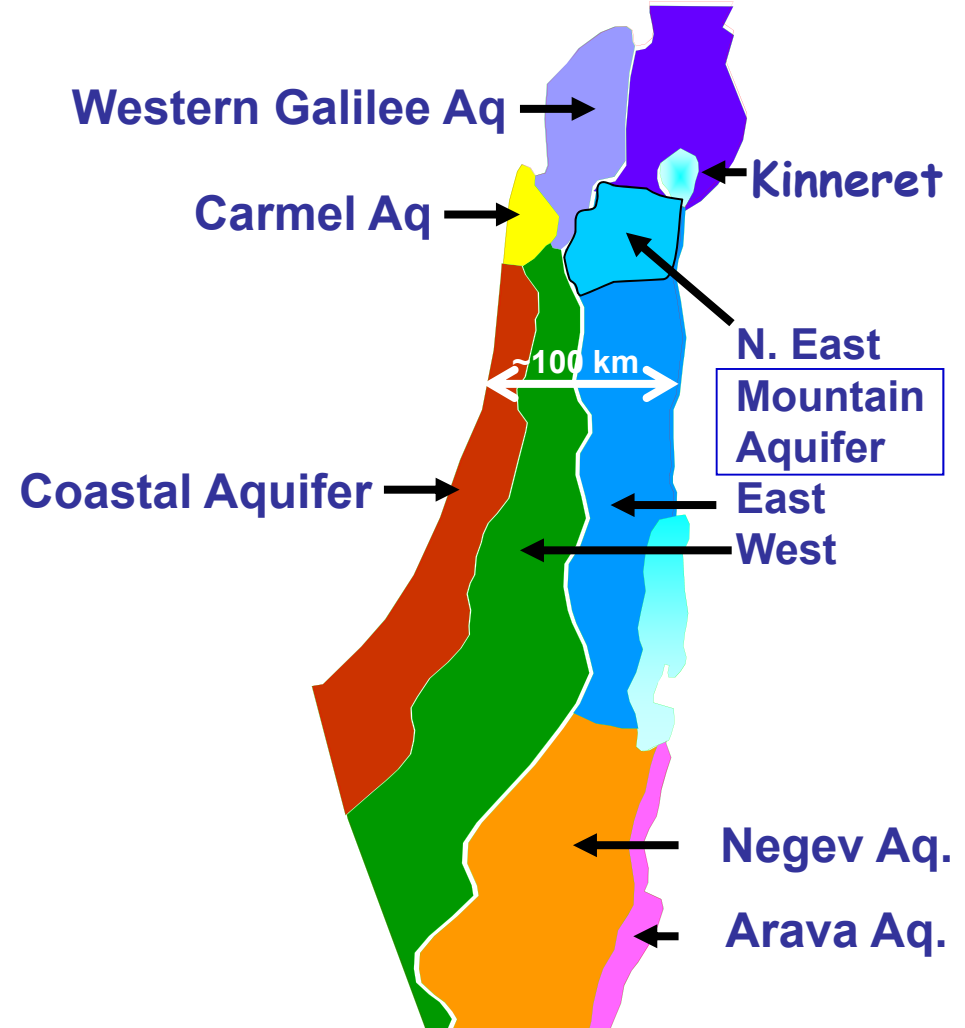 Western Galilee Aq
Kinneret
Carmel Aq
N. East
~100 km
Mountain
Aquifer
Coastal Aquifer
East
West
Negev Aq.
Arava Aq.